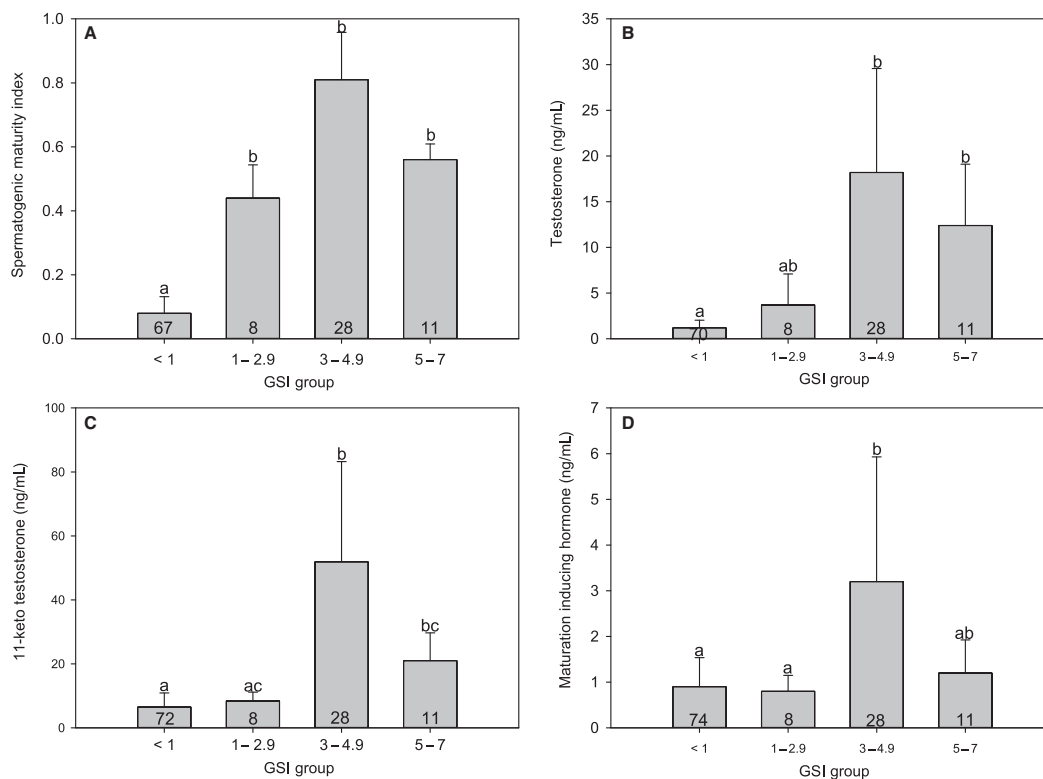 A
Spermatogenic maturity index
1.0
0.8
0.6
0.4
0.2
0.0
a
b
b
b
67
8
28
11
< 1
1 – 2.9
3 – 4.9
5 – 7
GSI group
B
Testosterone (ng/mL)
35
30
25
20
15
10
5
0
a
ab
b
b
70
8
28
11
< 1
1 – 2.9
3 – 4.9
5 – 7
GSI group
C
11-keto testosterone (ng/mL)
100
80
60
40
20
0
a
ac
b
bc
72
8
28
11
< 1
1 – 2.9
3 – 4.9
5 – 7
GSI group
D
Maturation inducing hormone (ng/mL)
7
6
5
4
3
2
1
0
a
a
b
ab
74
8
28
11
< 1
1 – 2.9
3 – 4.9
5 – 7
GSI group